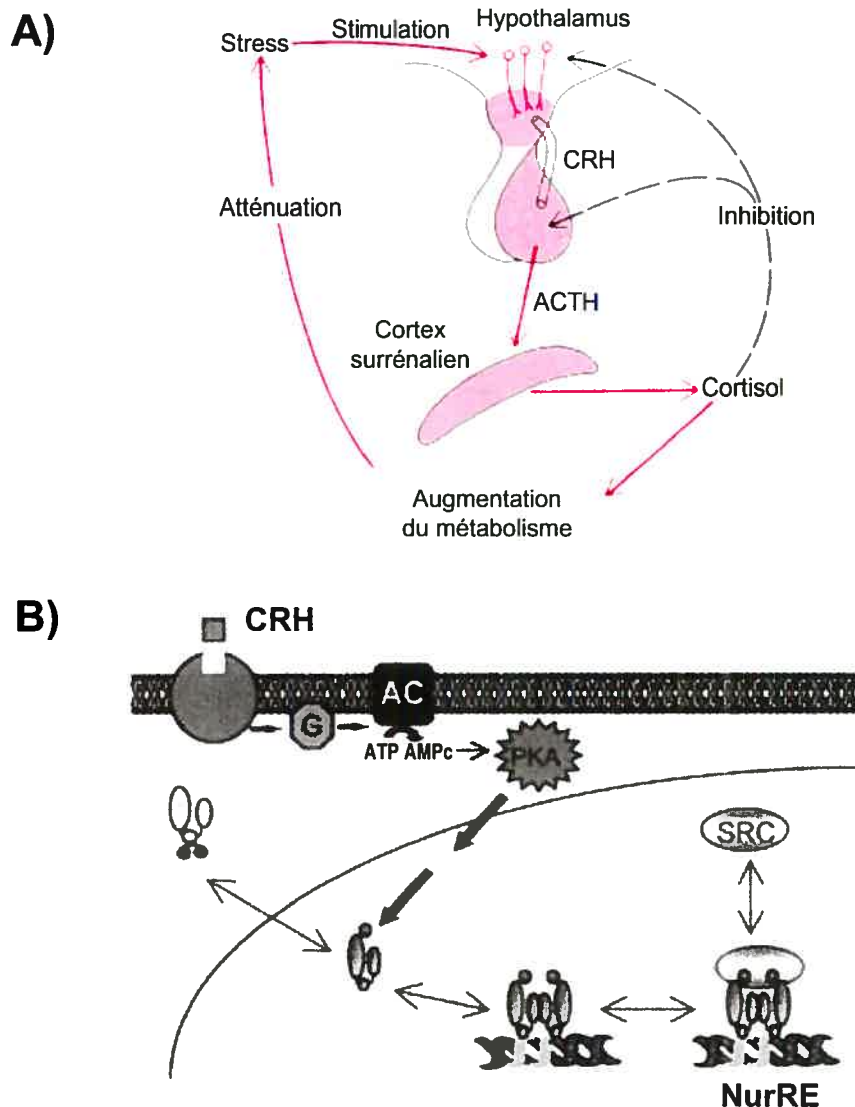 A)
Hypothalamus
Stimulation
Stress
CRH
Atténuation
Inhibition
ACTH
Cortex
surrénalien
Cortisol
Augmentation
du métabolisme
B)
CRH
AC
G
ATP AMPc
PKA
SRC
NurRE